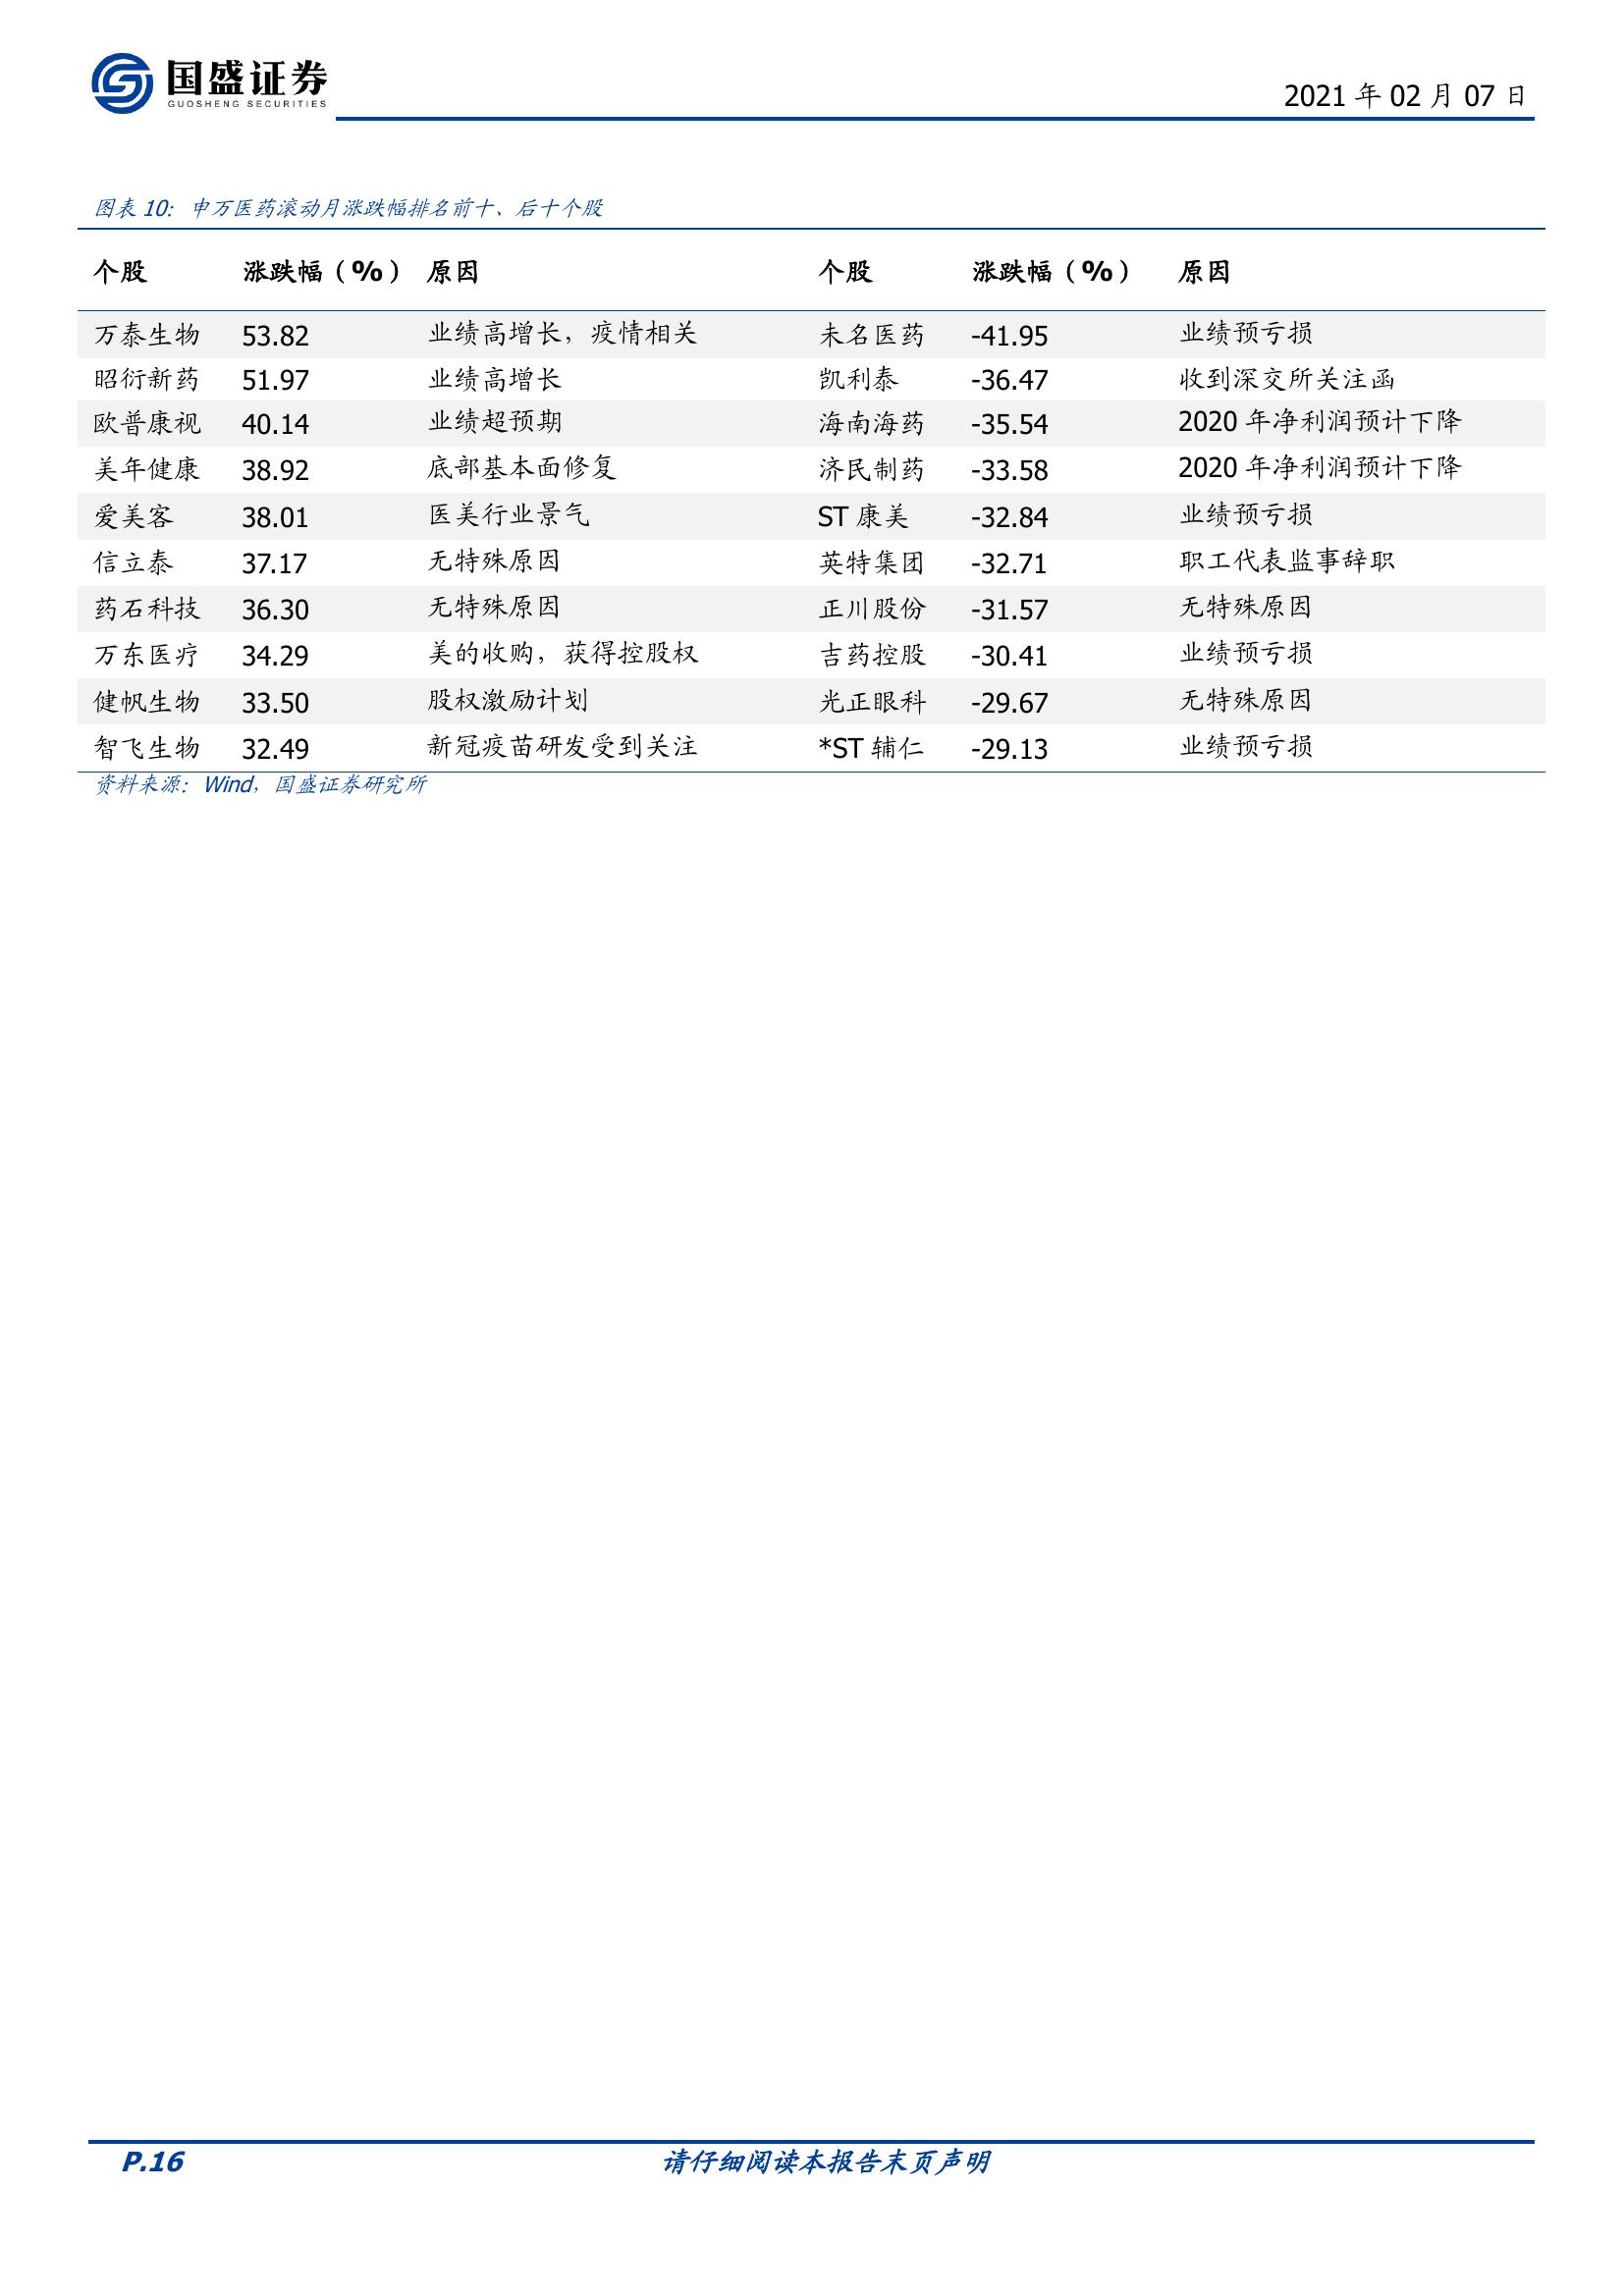 国盛证券
GUOSHENG SECURITIES
2021 年 02 月 07 日
图表 10: 申万医药滚动月涨跌幅排名前十、后十个股
个股 涨跌幅（%） 原因 个股 涨跌幅（%） 原因
万泰生物 53.82 业绩高增长，疫情相关 未名医药 -41.95 业绩预亏损
昭衍新药 51.97 业绩高增长 凯利泰 -36.47 收到深交所关注函
欧普康视 40.14 业绩超预期 海南海药 -35.54 2020 年净利润预计下降
美年健康 38.92 底部基本面修复 济民制药 -33.58 2020 年净利润预计下降
爱美客 38.01 医美行业景气 ST 康美 -32.84 业绩预亏损
信立泰 37.17 无特殊原因 英特集团 -32.71 职工代表监事辞职
药石科技 36.30 无特殊原因 正川股份 -31.57 无特殊原因
万东医疗 34.29 美的收购，获得控股权 吉药控股 -30.41 业绩预亏损
健帆生物 33.50 股权激励计划 光正眼科 -29.67 无特殊原因
智飞生物 32.49 新冠疫苗研发受到关注 *ST 辅仁 -29.13 业绩预亏损
资料来源：Wind，国盛证券研究所
P.16 请仔细阅读本报告末页声明